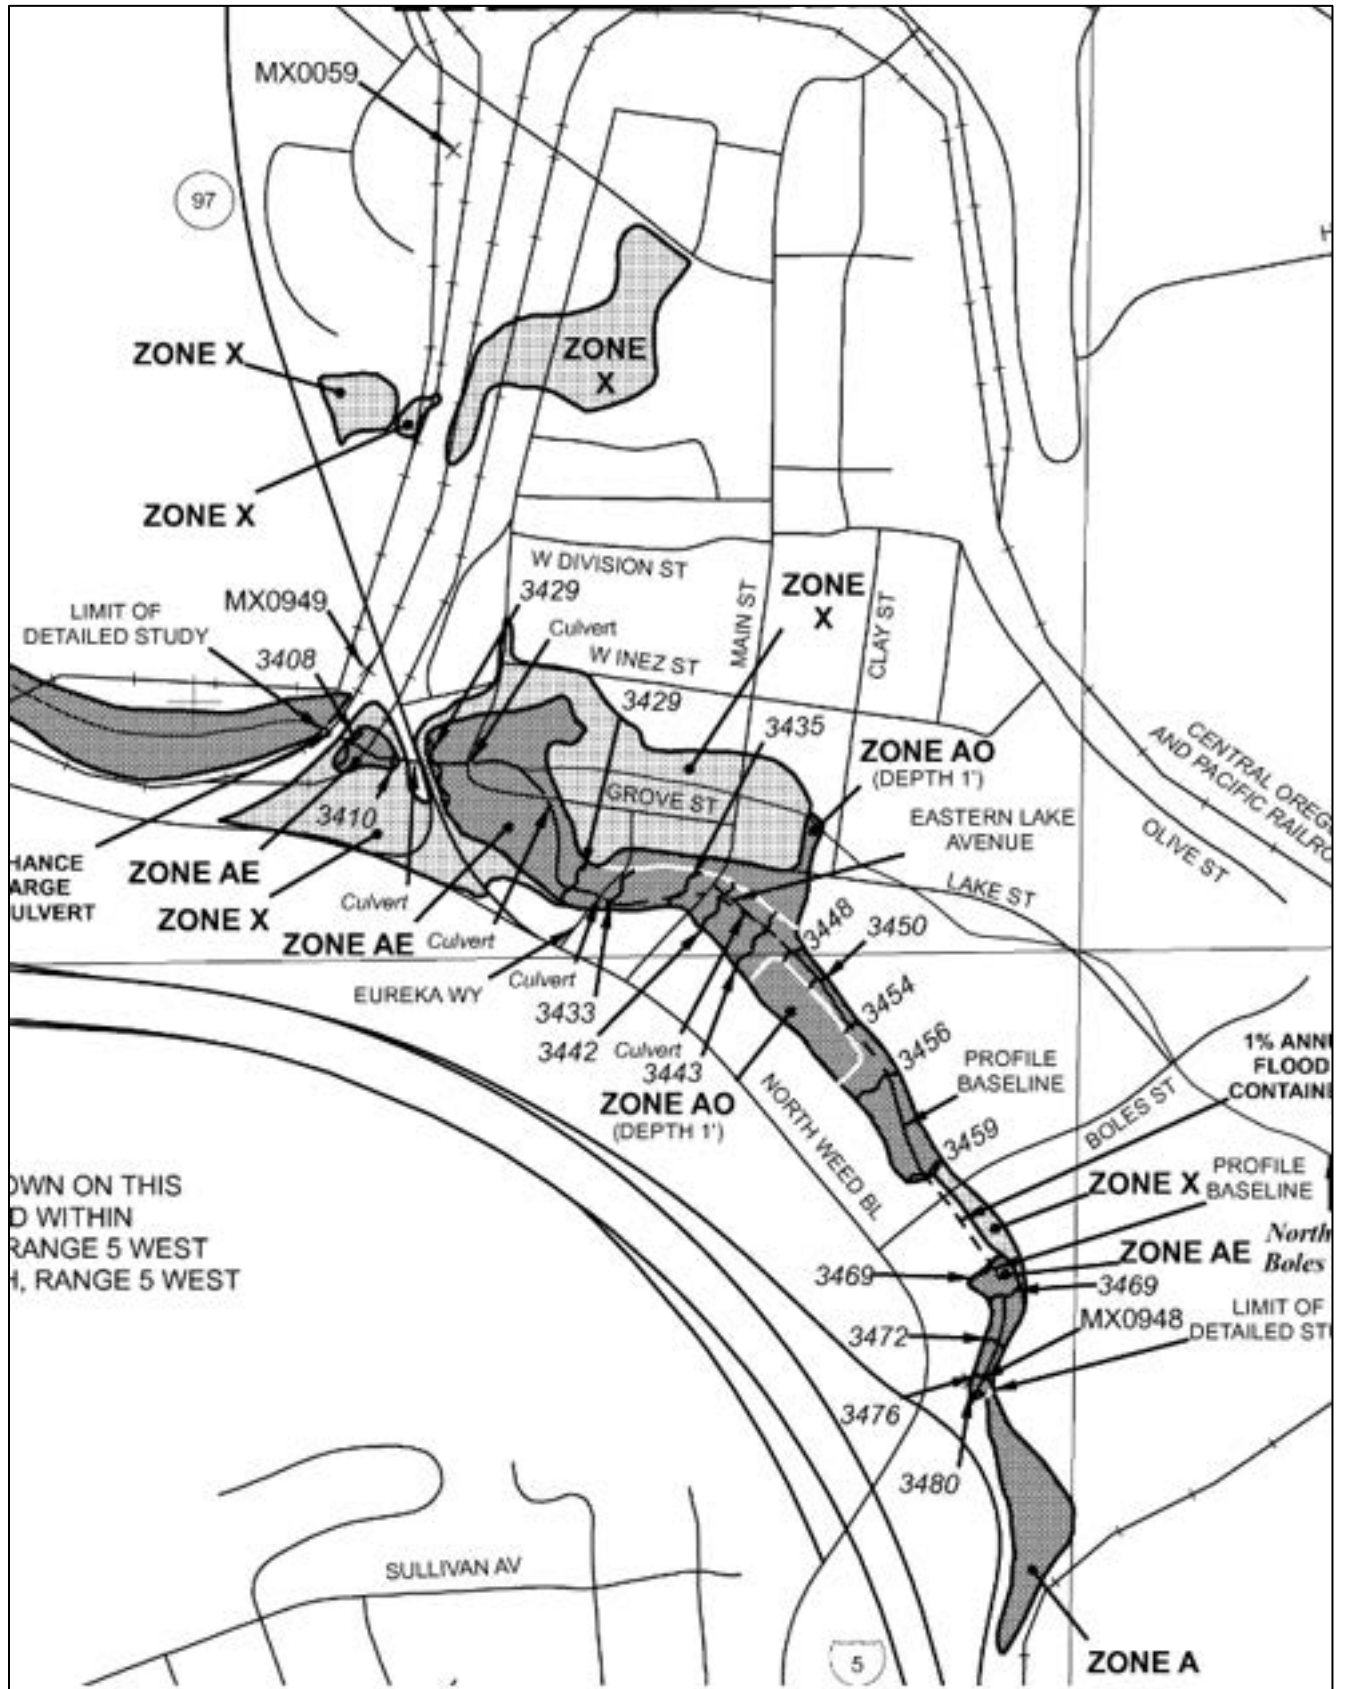 MX0059
97
ZONE X
ZONE
X
ZONE X
W DIVISION ST
3429
Culvert
W INEZ ST
3429
MAIN ST
ZONE
X
CLAY ST
MX0949
LIMIT OF
DETAILED STUDY
3408
3435
ZONE AO
(DEPTH 1')
EASTERN LAKE
AVENUE
CENTRAL OREG
AND PACIFIC RAILRO
OLIVE ST
GROVE ST
LAKE ST
3410
HANCE
ARGE
ULVERT
ZONE AE
ZONE X
Culvert
ZONE AE
Culvert
EUREKA WY
Culvert
3433
3442
Culvert
3443
3448
3450
3454
3456
PROFILE
BASELINE
1% ANNU
FLOOD
CONTAINE
ZONE AO
(DEPTH 1')
NORTH WEED BL
3459
BOLES ST
OWN ON THIS
D WITHIN
RANGE 5 WEST
H, RANGE 5 WEST
ZONE X
PROFILE
BASELINE
ZONE AE
North
Boles
3469
3469
3472
MX0948
LIMIT OF
DETAILED STU
3476
3480
SULLIVAN AV
5
ZONE A